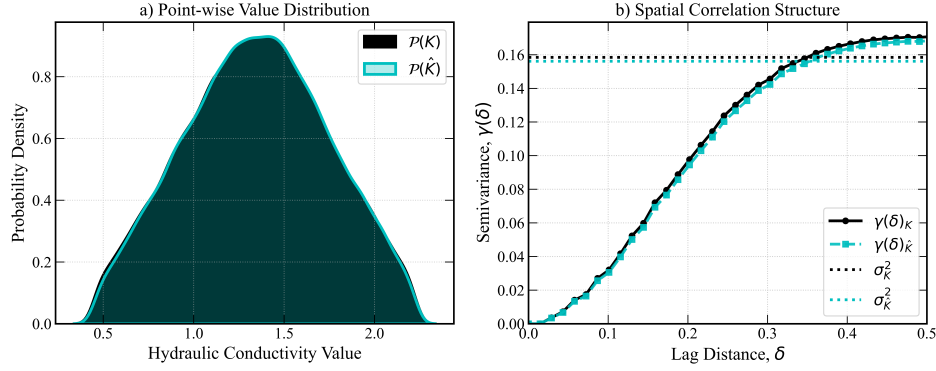 a) Point-wise Value Distribution
Probability Density
0.8
0.6
0.4
0.2
0.0
0.5
1.0
1.5
2.0
Hydraulic Conductivity Value
𝒫(K)
𝒫(K̂)
b) Spatial Correlation Structure
Semivariance, γ(δ)
0.16
0.14
0.12
0.10
0.08
0.06
0.04
0.02
0.00
0.0
0.1
0.2
0.3
0.4
0.5
Lag Distance, δ
γ(δ)_K
γ(δ)_K̂
σ²_K
σ²_K̂